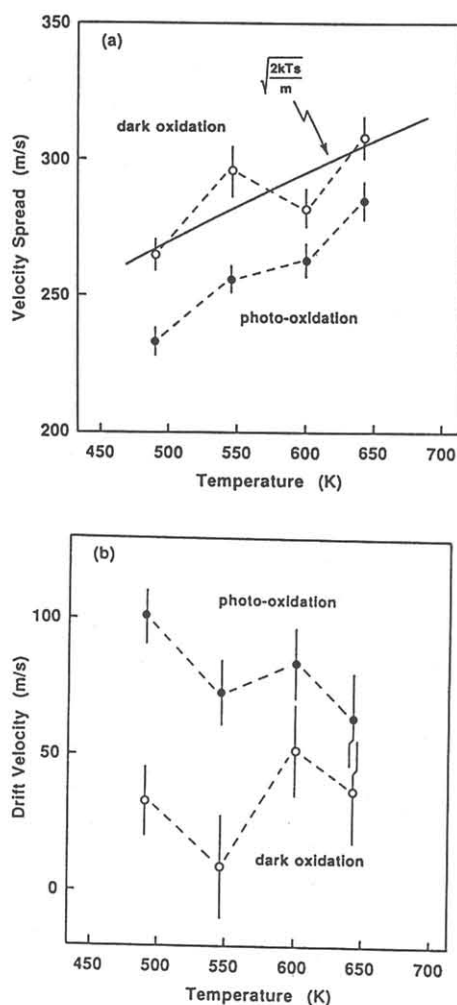 (a)
350
300
250
200
Velocity Spread (m/s)
√2kTs/m
dark oxidation
photo-oxidation
450 500 550 600 650 700
Temperature (K)
(b)
100
50
0
Drift Velocity (m/s)
photo-oxidation
dark oxidation
450 500 550 600 650 700
Temperature (K)